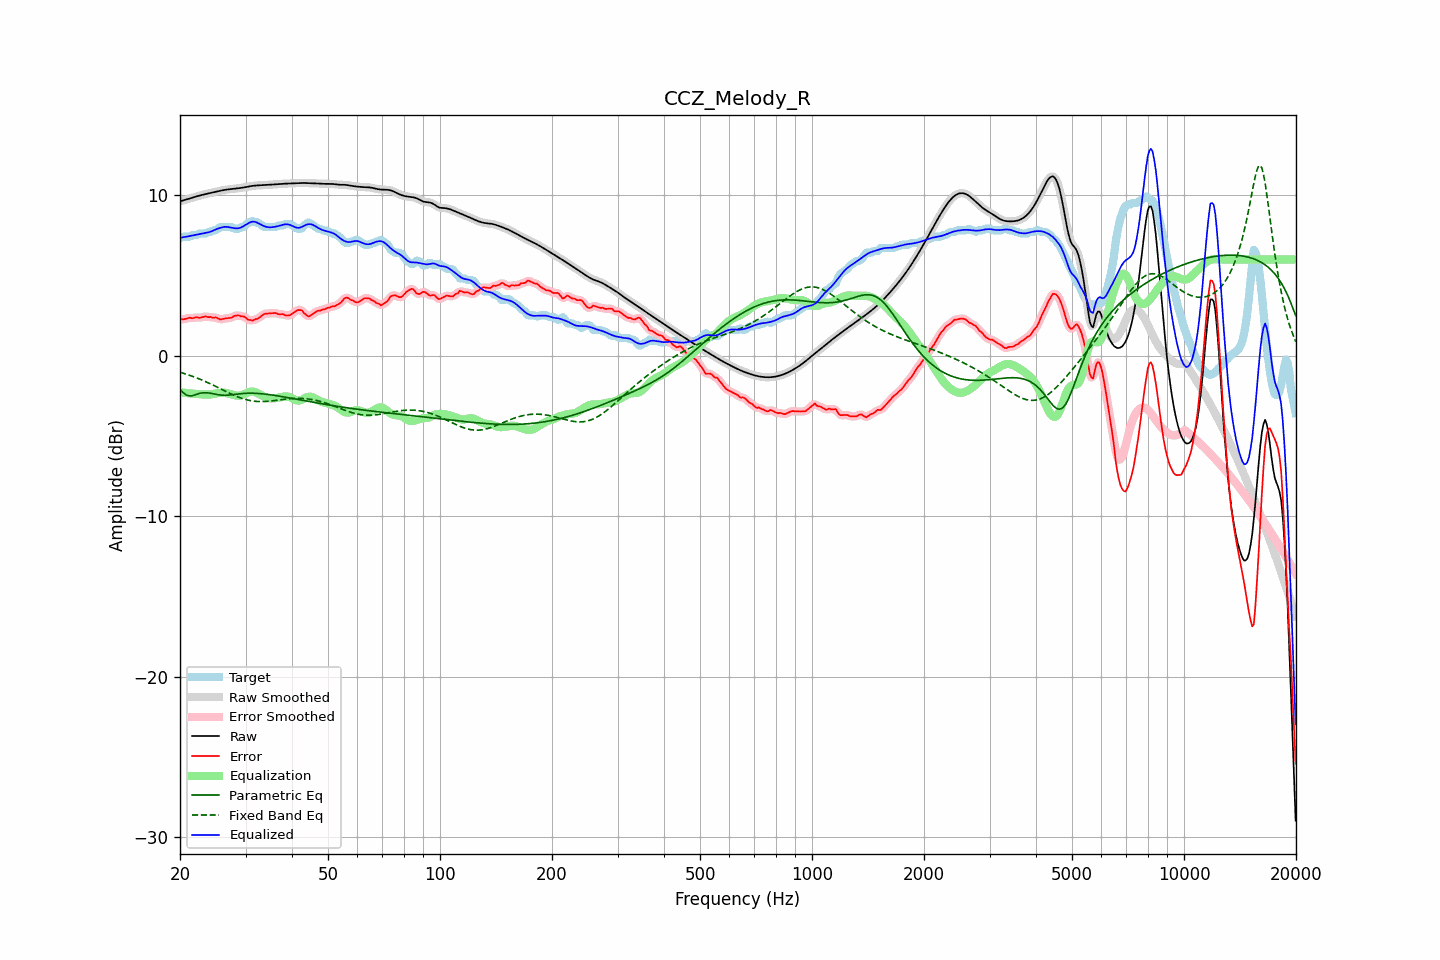 CCZ_Melody_R
Amplitude (dBr)
10
0
−10
−20
−30
Target
Raw Smoothed
Error Smoothed
Raw
Error
Equalization
Parametric Eq
Fixed Band Eq
Equalized
20 50 100 200 500 1000 2000 5000 10000 20000
Frequency (Hz)